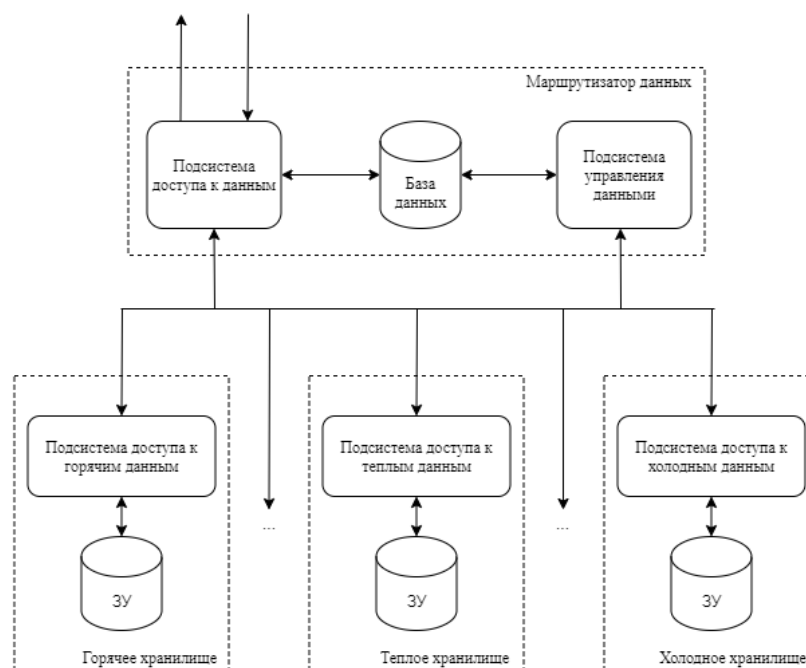 Маршрутизатор данных
Подсистема
доступа к данным
База
данных
Подсистема
управления
данными
Подсистема доступа к
горячим данным
...
Подсистема доступа к
теплым данным
...
Подсистема доступа к
холодным данным
ЗУ
ЗУ
ЗУ
Горячее хранилище
Теплое хранилище
Холодное хранилище